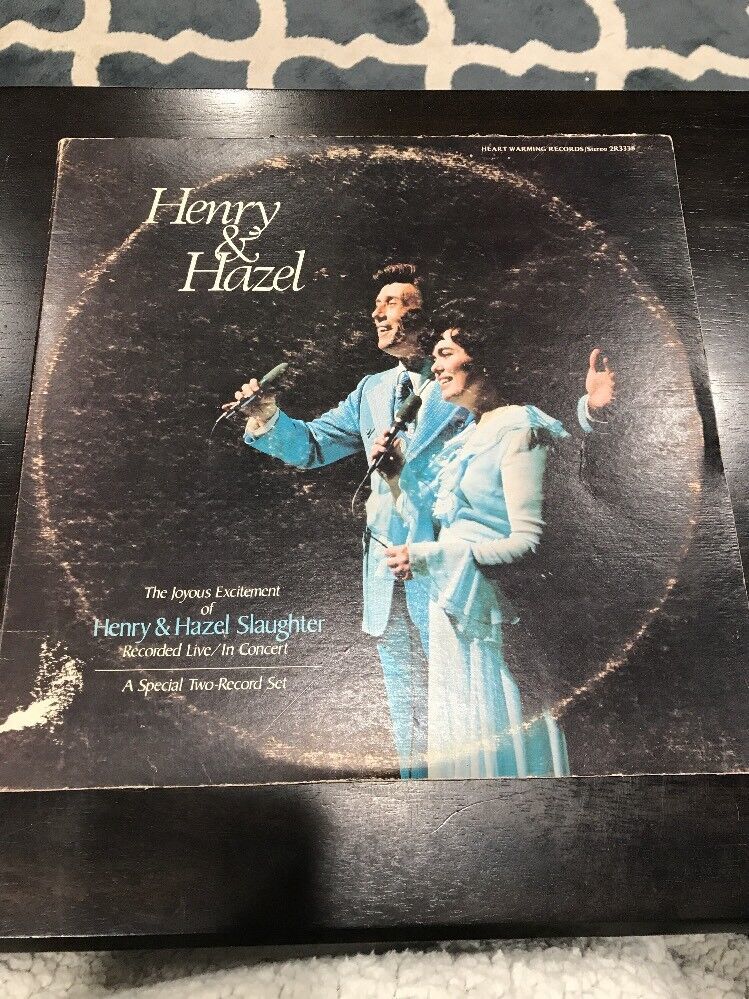 HEART WARMING RECORDS/Stereo 2R3338
Henry
&
Hazel
The Joyous Excitement
of
Henry & Hazel Slaughter
Recorded Live/In Concert
A Special Two-Record Set